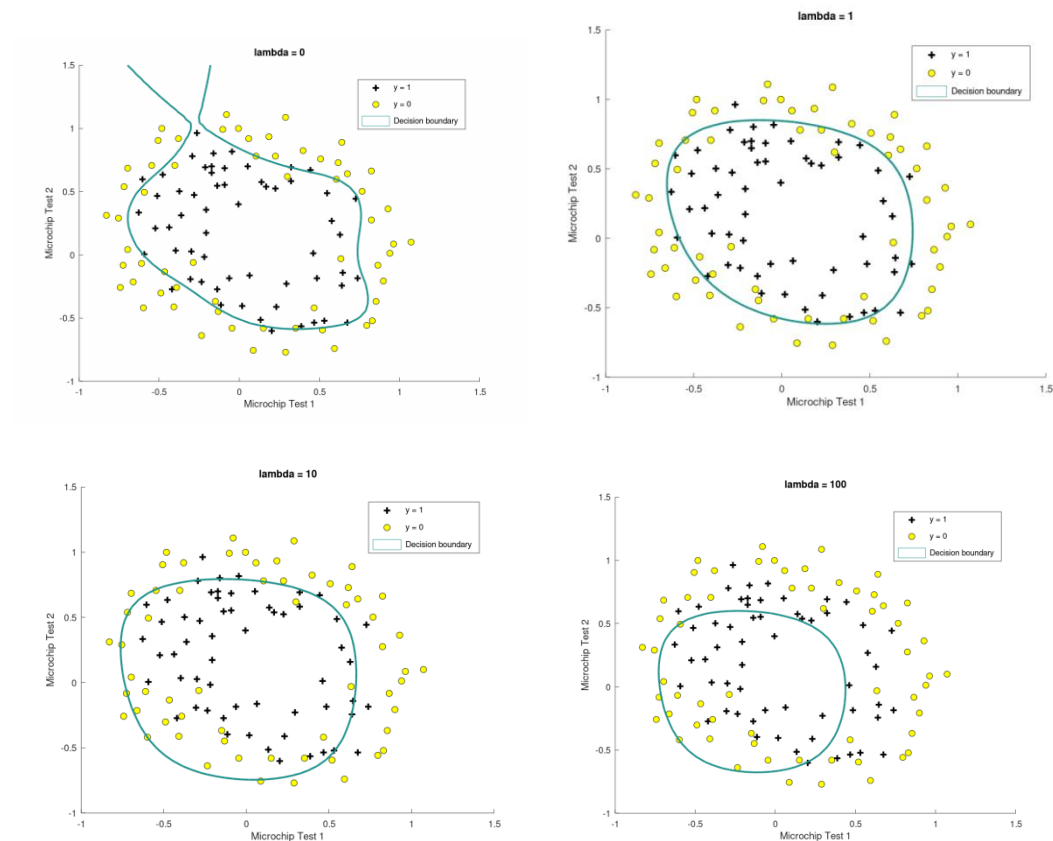 lambda = 0
1.5
1
0.5
0
-0.5
-1
Microchip Test 2
-1
-0.5
0
0.5
1
1.5
Microchip Test 1
y = 1
y = 0
Decision boundary
lambda = 1
1.5
1
0.5
0
-0.5
-1
Microchip Test 2
-1
-0.5
0
0.5
1
1.5
Microchip Test 1
y = 1
y = 0
Decision boundary
lambda = 10
1.5
1
0.5
0
-0.5
-1
Microchip Test 2
-1
-0.5
0
0.5
1
1.5
Microchip Test 1
y = 1
y = 0
Decision boundary
lambda = 100
1.5
1
0.5
0
-0.5
-1
Microchip Test 2
-1
-0.5
0
0.5
1
1.5
Microchip Test 1
y = 1
y = 0
Decision boundary